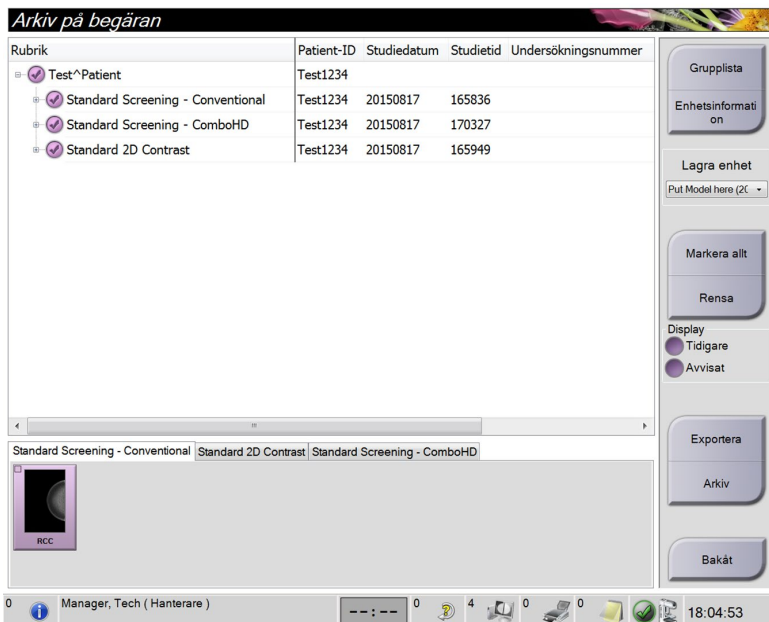 Arkiv på begäran
Rubrik Patient-ID Studiedatum Studietid Undersökningsnummer
Test^Patient Test1234
Standard Screening - Conventional Test1234 20150817 165836
Standard Screening - ComboHD Test1234 20150817 170327
Standard 2D Contrast Test1234 20150817 165949
Grupplista
Enhetsinformati
on
Lagra enhet
Put Model here (20
Markera allt
Rensa
Display
Tidigare
Avvisat
Exportera
Arkiv
Bakåt
Standard Screening - Conventional Standard 2D Contrast Standard Screening - ComboHD
RCC
0 Manager, Tech ( Hanterare ) --:-- 0 4 0 0 18:04:53